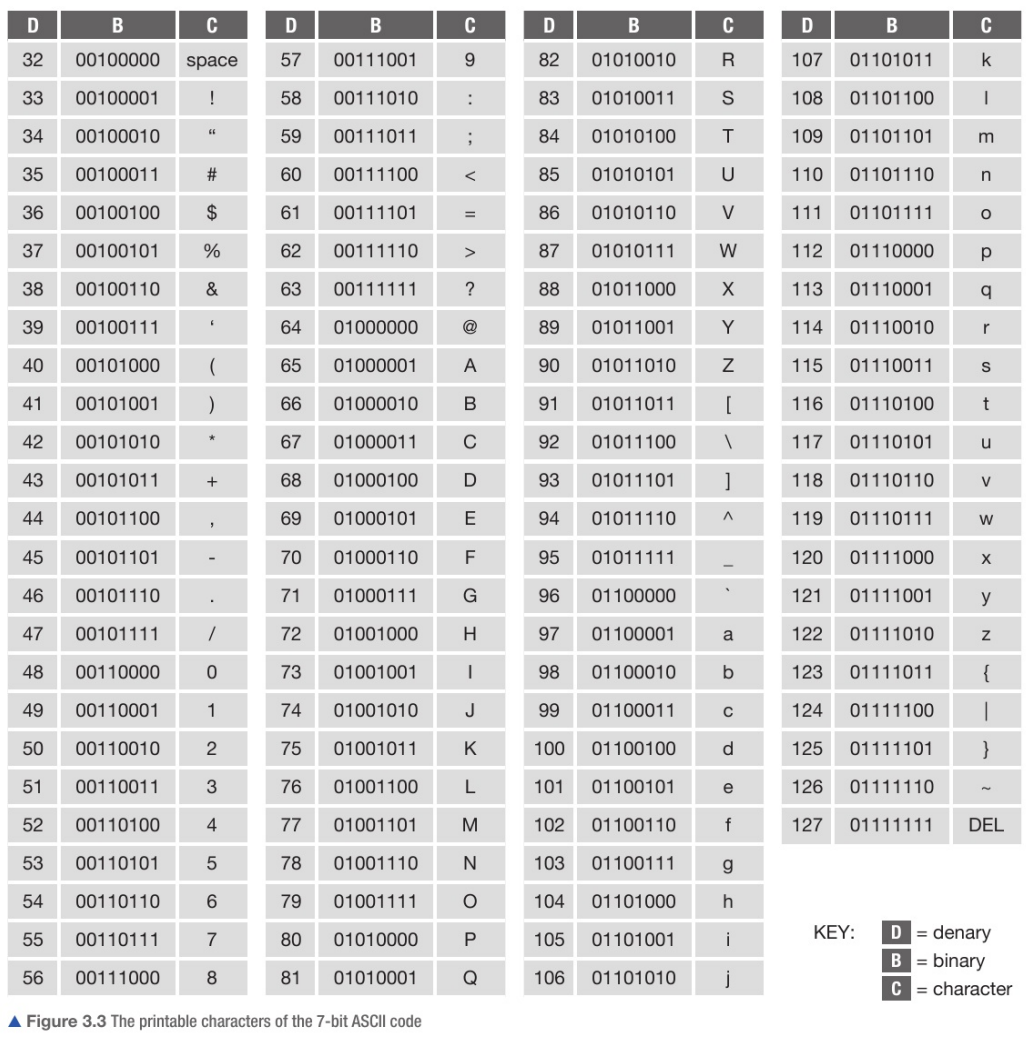 D B C D B C D B C D B C
32 00100000 space 57 00111001 9 82 01010010 R 107 01101011 k
33 00100001 ! 58 00111010 : 83 01010011 S 108 01101100 l
34 00100010 “ 59 00111011 ; 84 01010100 T 109 01101101 m
35 00100011 # 60 00111100 < 85 01010101 U 110 01101110 n
36 00100100 $ 61 00111101 = 86 01010110 V 111 01101111 o
37 00100101 % 62 00111110 > 87 01010111 W 112 01110000 p
38 00100110 & 63 00111111 ? 88 01011000 X 113 01110001 q
39 00100111 ‘ 64 01000000 @ 89 01011001 Y 114 01110010 r
40 00101000 ( 65 01000001 A 90 01011010 Z 115 01110011 s
41 00101001 ) 66 01000010 B 91 01011011 [ 116 01110100 t
42 00101010 * 67 01000011 C 92 01011100 \ 117 01110101 u
43 00101011 + 68 01000100 D 93 01011101 ] 118 01110110 v
44 00101100 , 69 01000101 E 94 01011110 ^ 119 01110111 w
45 00101101 - 70 01000110 F 95 01011111 _ 120 01111000 x
46 00101110 . 71 01000111 G 96 01100000 ` 121 01111001 y
47 00101111 / 72 01001000 H 97 01100001 a 122 01111010 z
48 00110000 0 73 01001001 I 98 01100010 b 123 01111011 {
49 00110001 1 74 01001010 J 99 01100011 c 124 01111100 |
50 00110010 2 75 01001011 K 100 01100100 d 125 01111101 }
51 00110011 3 76 01001100 L 101 01100101 e 126 01111110 ~
52 00110100 4 77 01001101 M 102 01100110 f 127 01111111 DEL
53 00110101 5 78 01001110 N 103 01100111 g
54 00110110 6 79 01001111 O 104 01101000 h
55 00110111 7 80 01010000 P 105 01101001 i
56 00111000 8 81 01010001 Q 106 01101010 j
KEY: D = denary
B = binary
C = character
▲ Figure 3.3 The printable characters of the 7-bit ASCII code